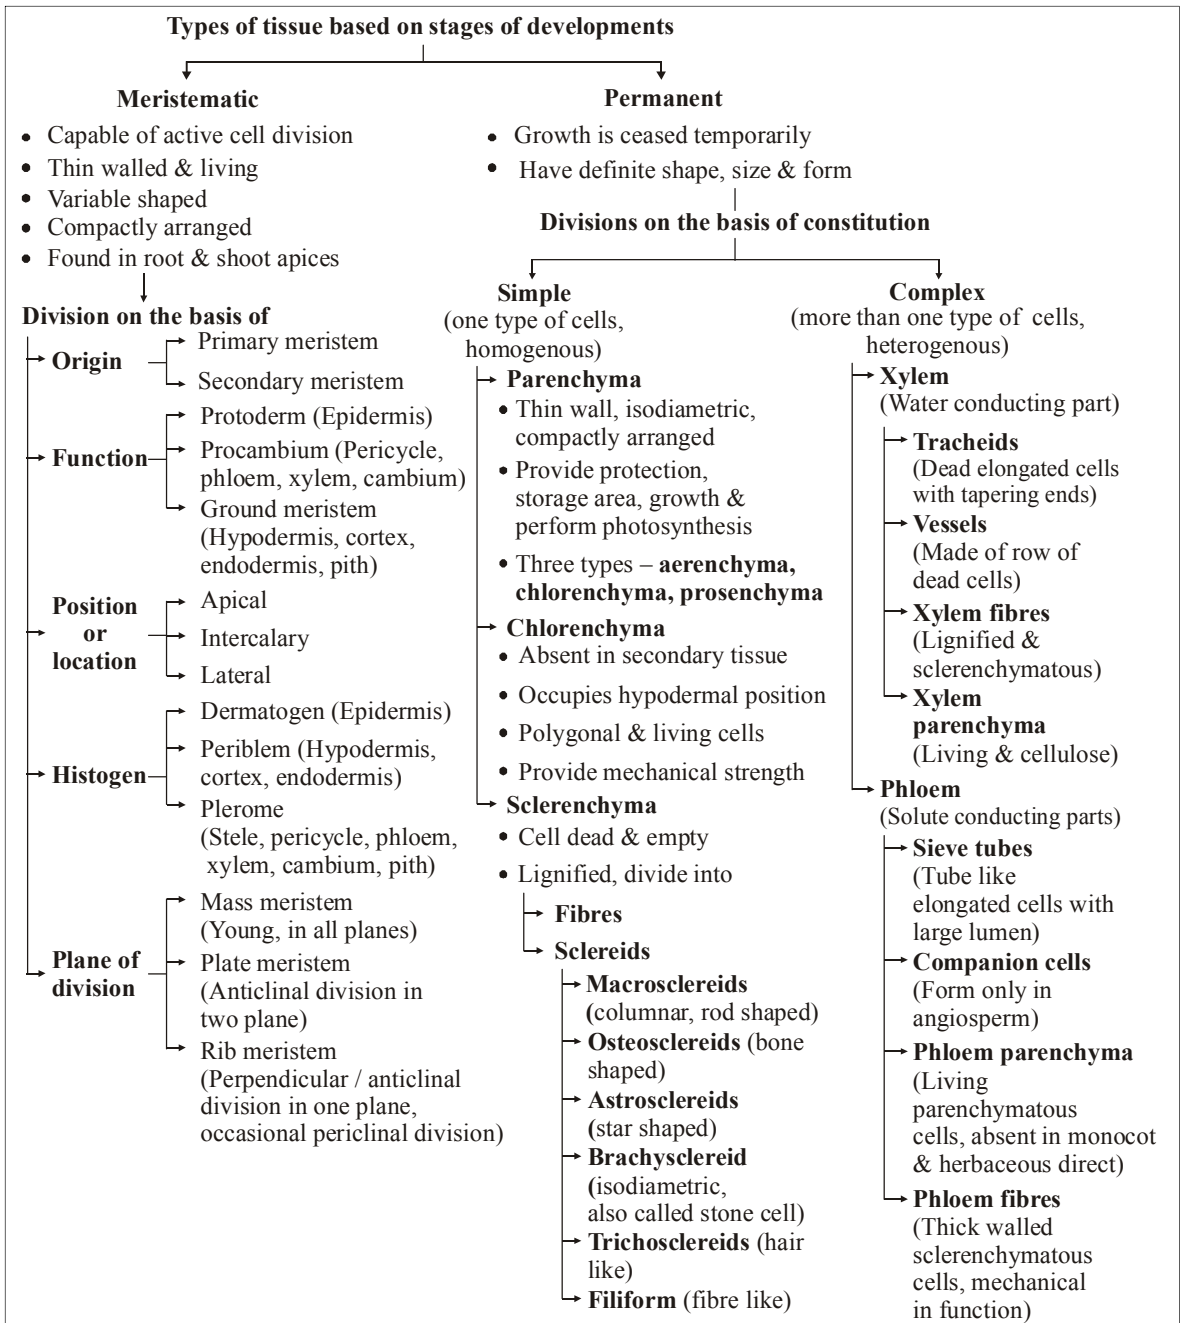 Types of tissue based on stages of developments
Meristematic
• Capable of active cell division
• Thin walled & living
• Variable shaped
• Compactly arranged
• Found in root & shoot apices
Division on the basis of
Origin
Primary meristem
Secondary meristem
Function
Protoderm (Epidermis)
Procambium (Pericycle,
phloem, xylem, cambium)
Ground meristem
(Hypodermis, cortex,
endodermis, pith)
Position
or
location
Apical
Intercalary
Lateral
Histogen
Dermatogen (Epidermis)
Periblem (Hypodermis,
cortex, endodermis)
Plerome
(Stele, pericycle, phloem,
xylem, cambium, pith)
Plane of
division
Mass meristem
(Young, in all planes)
Plate meristem
(Anticlinal division in
two plane)
Rib meristem
(Perpendicular / anticlinal
division in one plane,
occasional periclinal division)
Permanent
• Growth is ceased temporarily
• Have definite shape, size & form
Divisions on the basis of constitution
Simple
(one type of cells,
homogenous)
Parenchyma
• Thin wall, isodiametric,
compactly arranged
• Provide protection,
storage area, growth &
perform photosynthesis
• Three types – aerenchyma,
chlorenchyma, prosenchyma
Chlorenchyma
• Absent in secondary tissue
• Occupies hypodermal position
• Polygonal & living cells
• Provide mechanical strength
Sclerenchyma
• Cell dead & empty
• Lignified, divide into
Fibres
Sclereids
Macrosclereids
(columnar, rod shaped)
Osteosclereids (bone
shaped)
Astrosclereids
(star shaped)
Brachysclereid
(isodiametric,
also called stone cell)
Trichosclereids (hair
like)
Filiform (fibre like)
Complex
(more than one type of cells,
heterogenous)
Xylem
(Water conducting part)
Tracheids
(Dead elongated cells
with tapering ends)
Vessels
(Made of row of
dead cells)
Xylem fibres
(Lignified &
sclerenchymatous)
Xylem
parenchyma
(Living & cellulose)
Phloem
(Solute conducting parts)
Sieve tubes
(Tube like
elongated cells with
large lumen)
Companion cells
(Form only in
angiosperm)
Phloem parenchyma
(Living
parenchymatous
cells, absent in monocot
& herbaceous direct)
Phloem fibres
(Thick walled
sclerenchymatous
cells, mechanical
in function)